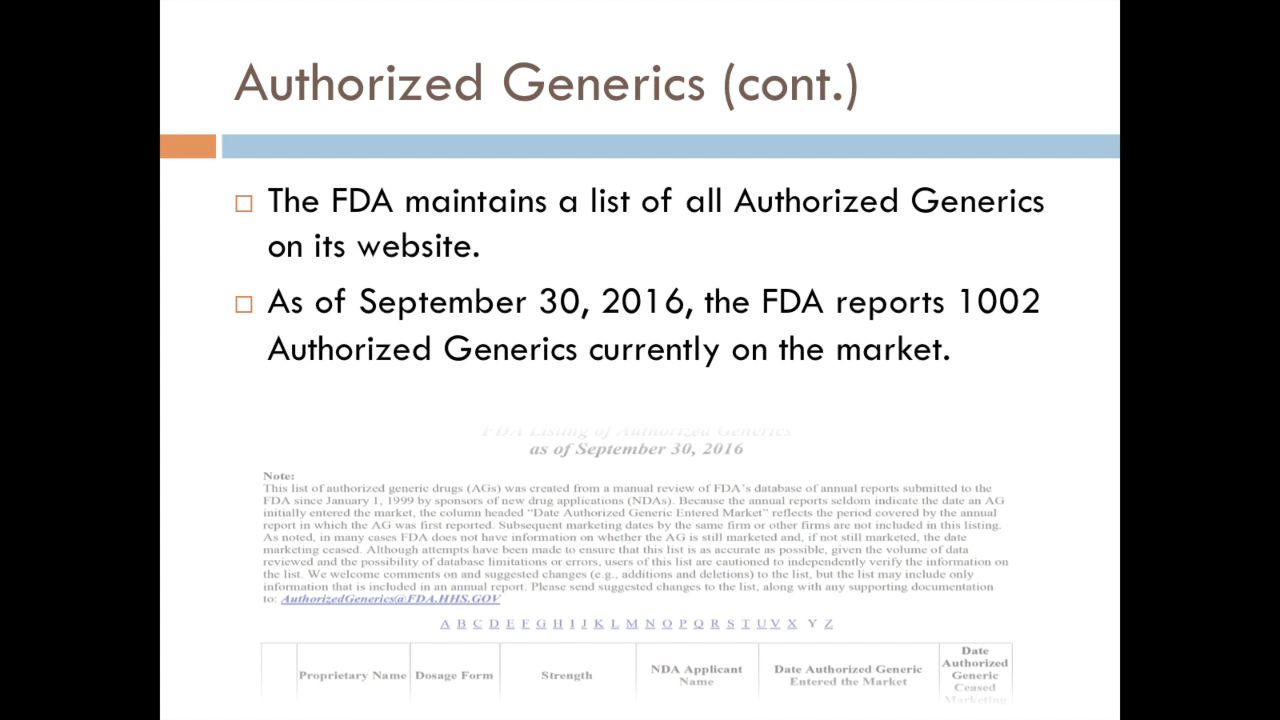 Authorized Generics (cont.)
The FDA maintains a list of all Authorized Generics
on its website.
As of September 30, 2016, the FDA reports 1002
Authorized Generics currently on the market.
FDA Listing of Authorized Generics
as of September 30, 2016
Note:
This list of authorized generic drugs (AGs) was created from a manual review of FDA's database of annual reports submitted to the
FDA since January 1, 1999 by sponsors of new drug applications (NDAs). Because the annual reports seldom indicate the date an AG
initially entered the market, the column headed "Date Authorized Generic Entered Market" reflects the period covered by the annual
report in which the AG was first reported. Subsequent marketing dates by the same firm or other firms are not included in this listing.
As noted, in many cases FDA does not have information on whether the AG is still marketed and, if not still marketed, the date
marketing ceased. Although attempts have been made to ensure that this list is as accurate as possible, given the volume of data
reviewed and the possibility of database limitations or errors, users of this list are cautioned to independently verify the information on
the list. We welcome comments on and suggested changes (e.g., additions and deletions) to the list, but the list may include only
information that is included in an annual report. Please send suggested changes to the list, along with any supporting documentation
to: AuthorizedGenerics@FDA.HHS.GOV
A B C D E F G H I J K L M N O P Q R S T U V X Y Z
Proprietary Name
Dosage Form
Strength
NDA Applicant
Name
Date Authorized Generic
Entered the Market
Date
Authorized
Generic
Ceased
Marketing